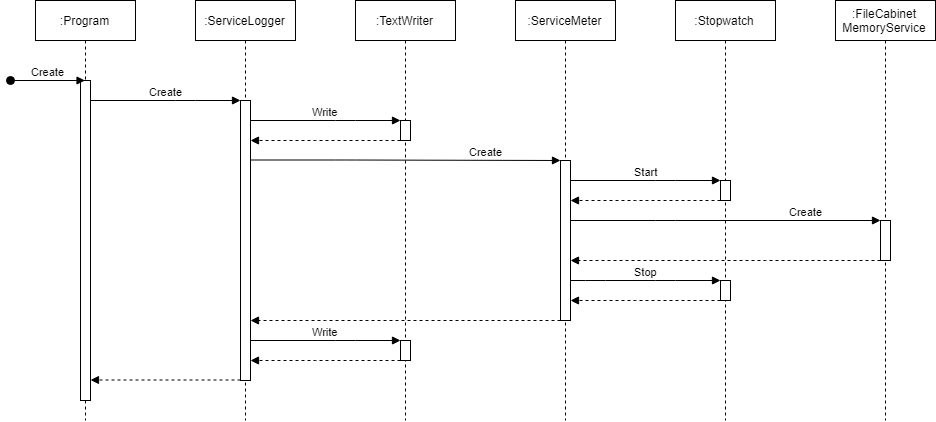 :Program
:ServiceLogger
:TextWriter
:ServiceMeter
:Stopwatch
:FileCabinet
MemoryService
Create
Create
Write
Create
Start
Create
Stop
Write